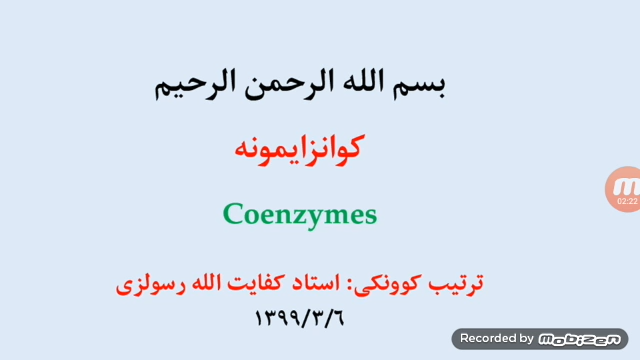 بسم الله الرحمن الرحیم
کوانزایمونه
Coenzymes
ترتیب کوونکی: استاد کفایت الله رسولزی
۱۳۹۹/۳/٦
02:22
Recorded by mobizen